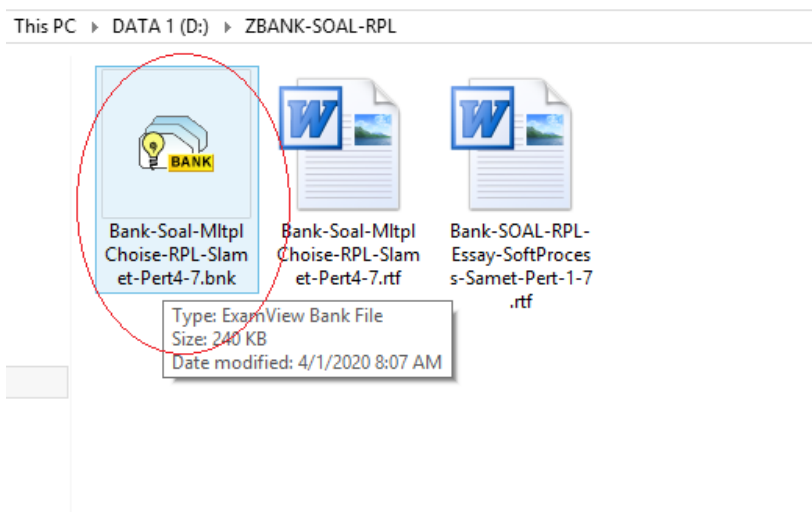 This PC ▸ DATA 1 (D:) ▸ ZBANK-SOAL-RPL
BANK
Bank-Soal-Mltpl
Choise-RPL-Slam
et-Pert4-7.bnk
W
Bank-Soal-Mltpl
Choise-RPL-Slam
et-Pert4-7.rtf
W
Bank-SOAL-RPL-
Essay-SoftProces
s-Samet-Pert-1-7
.rtf
Type: ExamView Bank File
Size: 240 KB
Date modified: 4/1/2020 8:07 AM